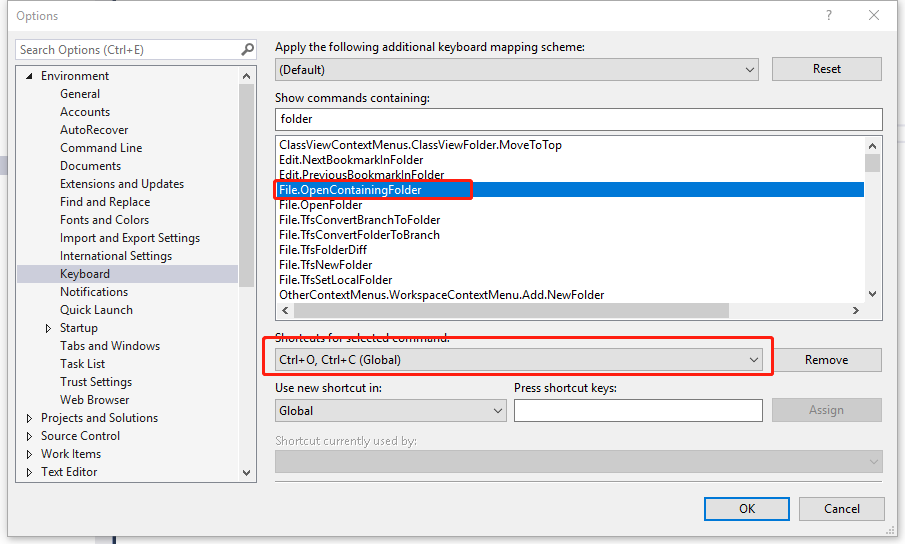 Options
?
Search Options (Ctrl+E)
Environment
General
Accounts
AutoRecover
Command Line
Documents
Extensions and Updates
Find and Replace
Fonts and Colors
Import and Export Settings
International Settings
Keyboard
Notifications
Quick Launch
Startup
Tabs and Windows
Task List
Trust Settings
Web Browser
Projects and Solutions
Source Control
Work Items
Text Editor
Apply the following additional keyboard mapping scheme:
(Default)
Reset
Show commands containing:
folder
ClassViewContextMenus.ClassViewFolder.MoveToTop
Edit.NextBookmarkInFolder
Edit.PreviousBookmarkInFolder
File.OpenContainingFolder
File.OpenFolder
File.TfsConvertBranchToFolder
File.TfsConvertFolderToBranch
File.TfsFolderDiff
File.TfsNewFolder
File.TfsSetLocalFolder
OtherContextMenus.WorkspaceContextMenu.Add.NewFolder
Shortcuts for selected command:
Ctrl+O, Ctrl+C (Global)
Remove
Use new shortcut in:
Press shortcut keys:
Global
Assign
Shortcut currently used by:
OK
Cancel